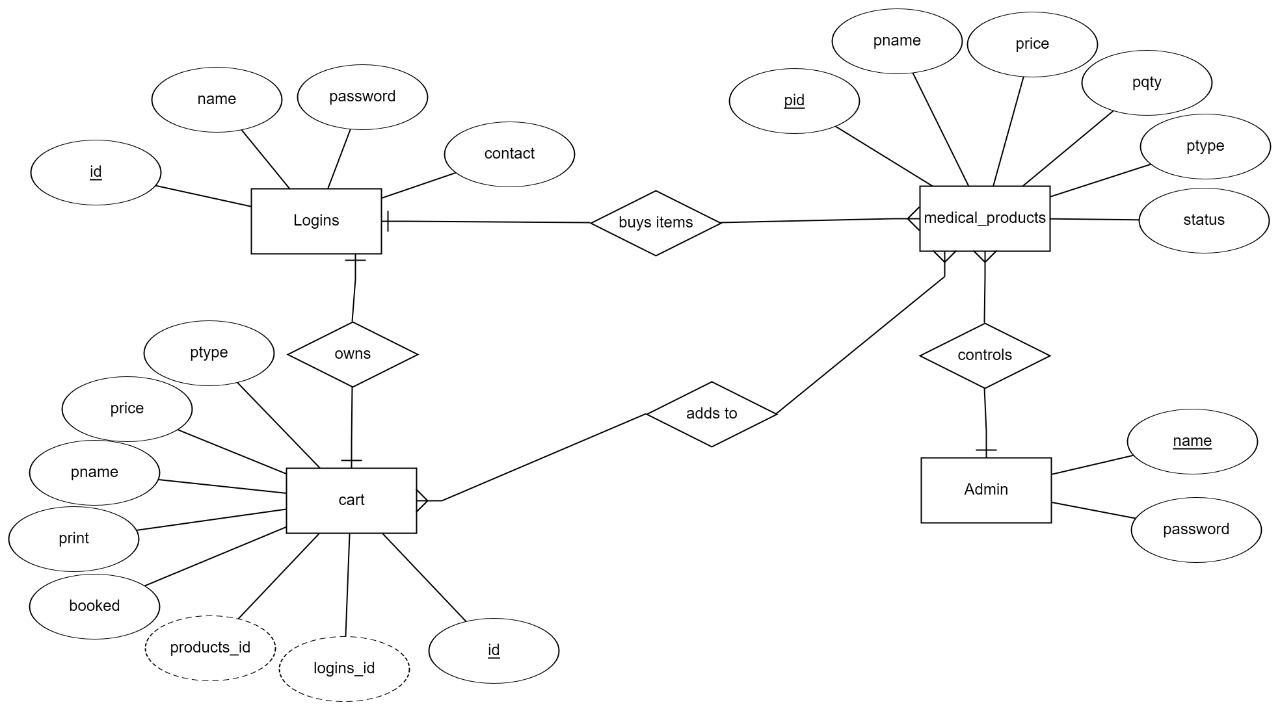 pname
price
pqty
name
password
pid
contact
ptype
id
Logins
buys items
medical_products
status
ptype
owns
controls
price
adds to
name
pname
cart
Admin
print
password
booked
products_id
logins_id
id